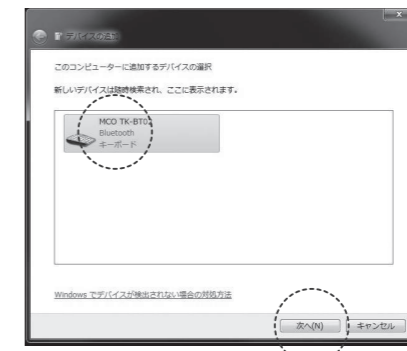 デバイスの追加
このコンピューターに追加するデバイスの選択
新しいデバイスは随時検索され、ここに表示されます。
MCO TK-BT02
Bluetooth
キーボード
Windows でデバイスが検出されない場合の対処方法
次へ(N)
キャンセル